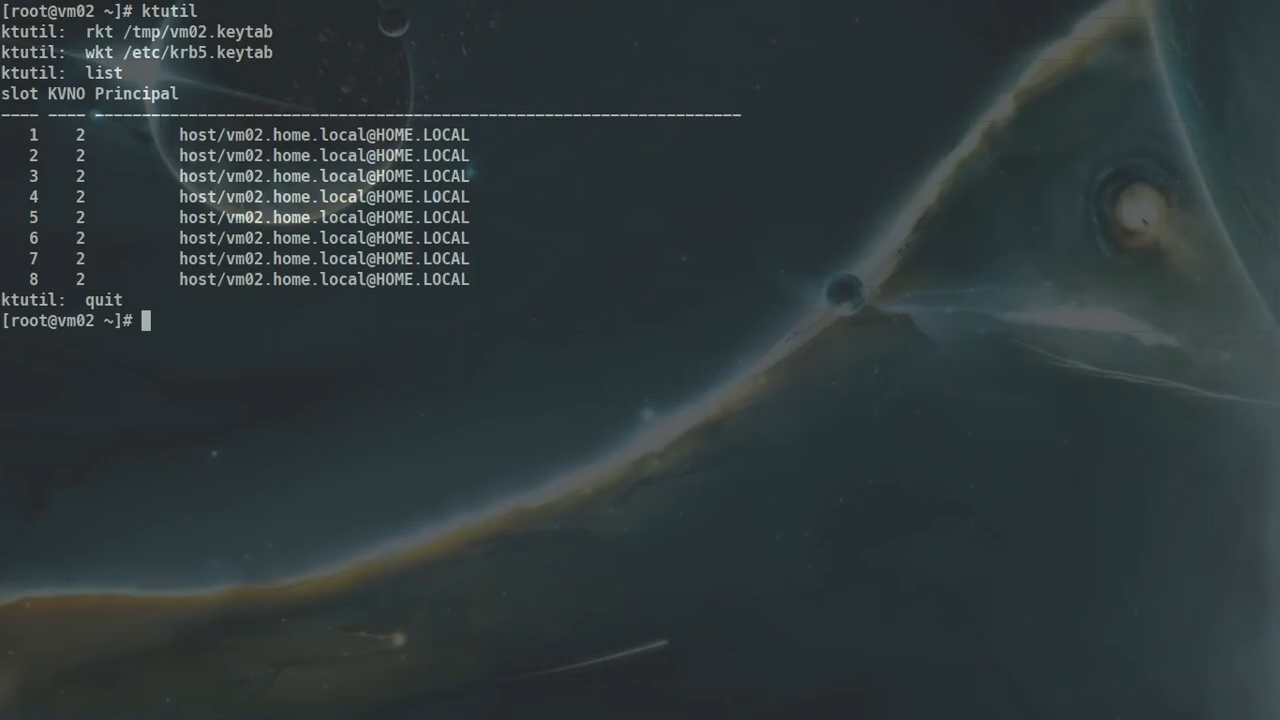 [root@vm02 ~]# ktutil
ktutil:  rkt /tmp/vm02.keytab
ktutil:  wkt /etc/krb5.keytab
ktutil:  list
slot KVNO Principal
---- ---- ---------------------------------------------------------------------
   1    2          host/vm02.home.local@HOME.LOCAL
   2    2          host/vm02.home.local@HOME.LOCAL
   3    2          host/vm02.home.local@HOME.LOCAL
   4    2          host/vm02.home.local@HOME.LOCAL
   5    2          host/vm02.home.local@HOME.LOCAL
   6    2          host/vm02.home.local@HOME.LOCAL
   7    2          host/vm02.home.local@HOME.LOCAL
   8    2          host/vm02.home.local@HOME.LOCAL
ktutil:  quit
[root@vm02 ~]#